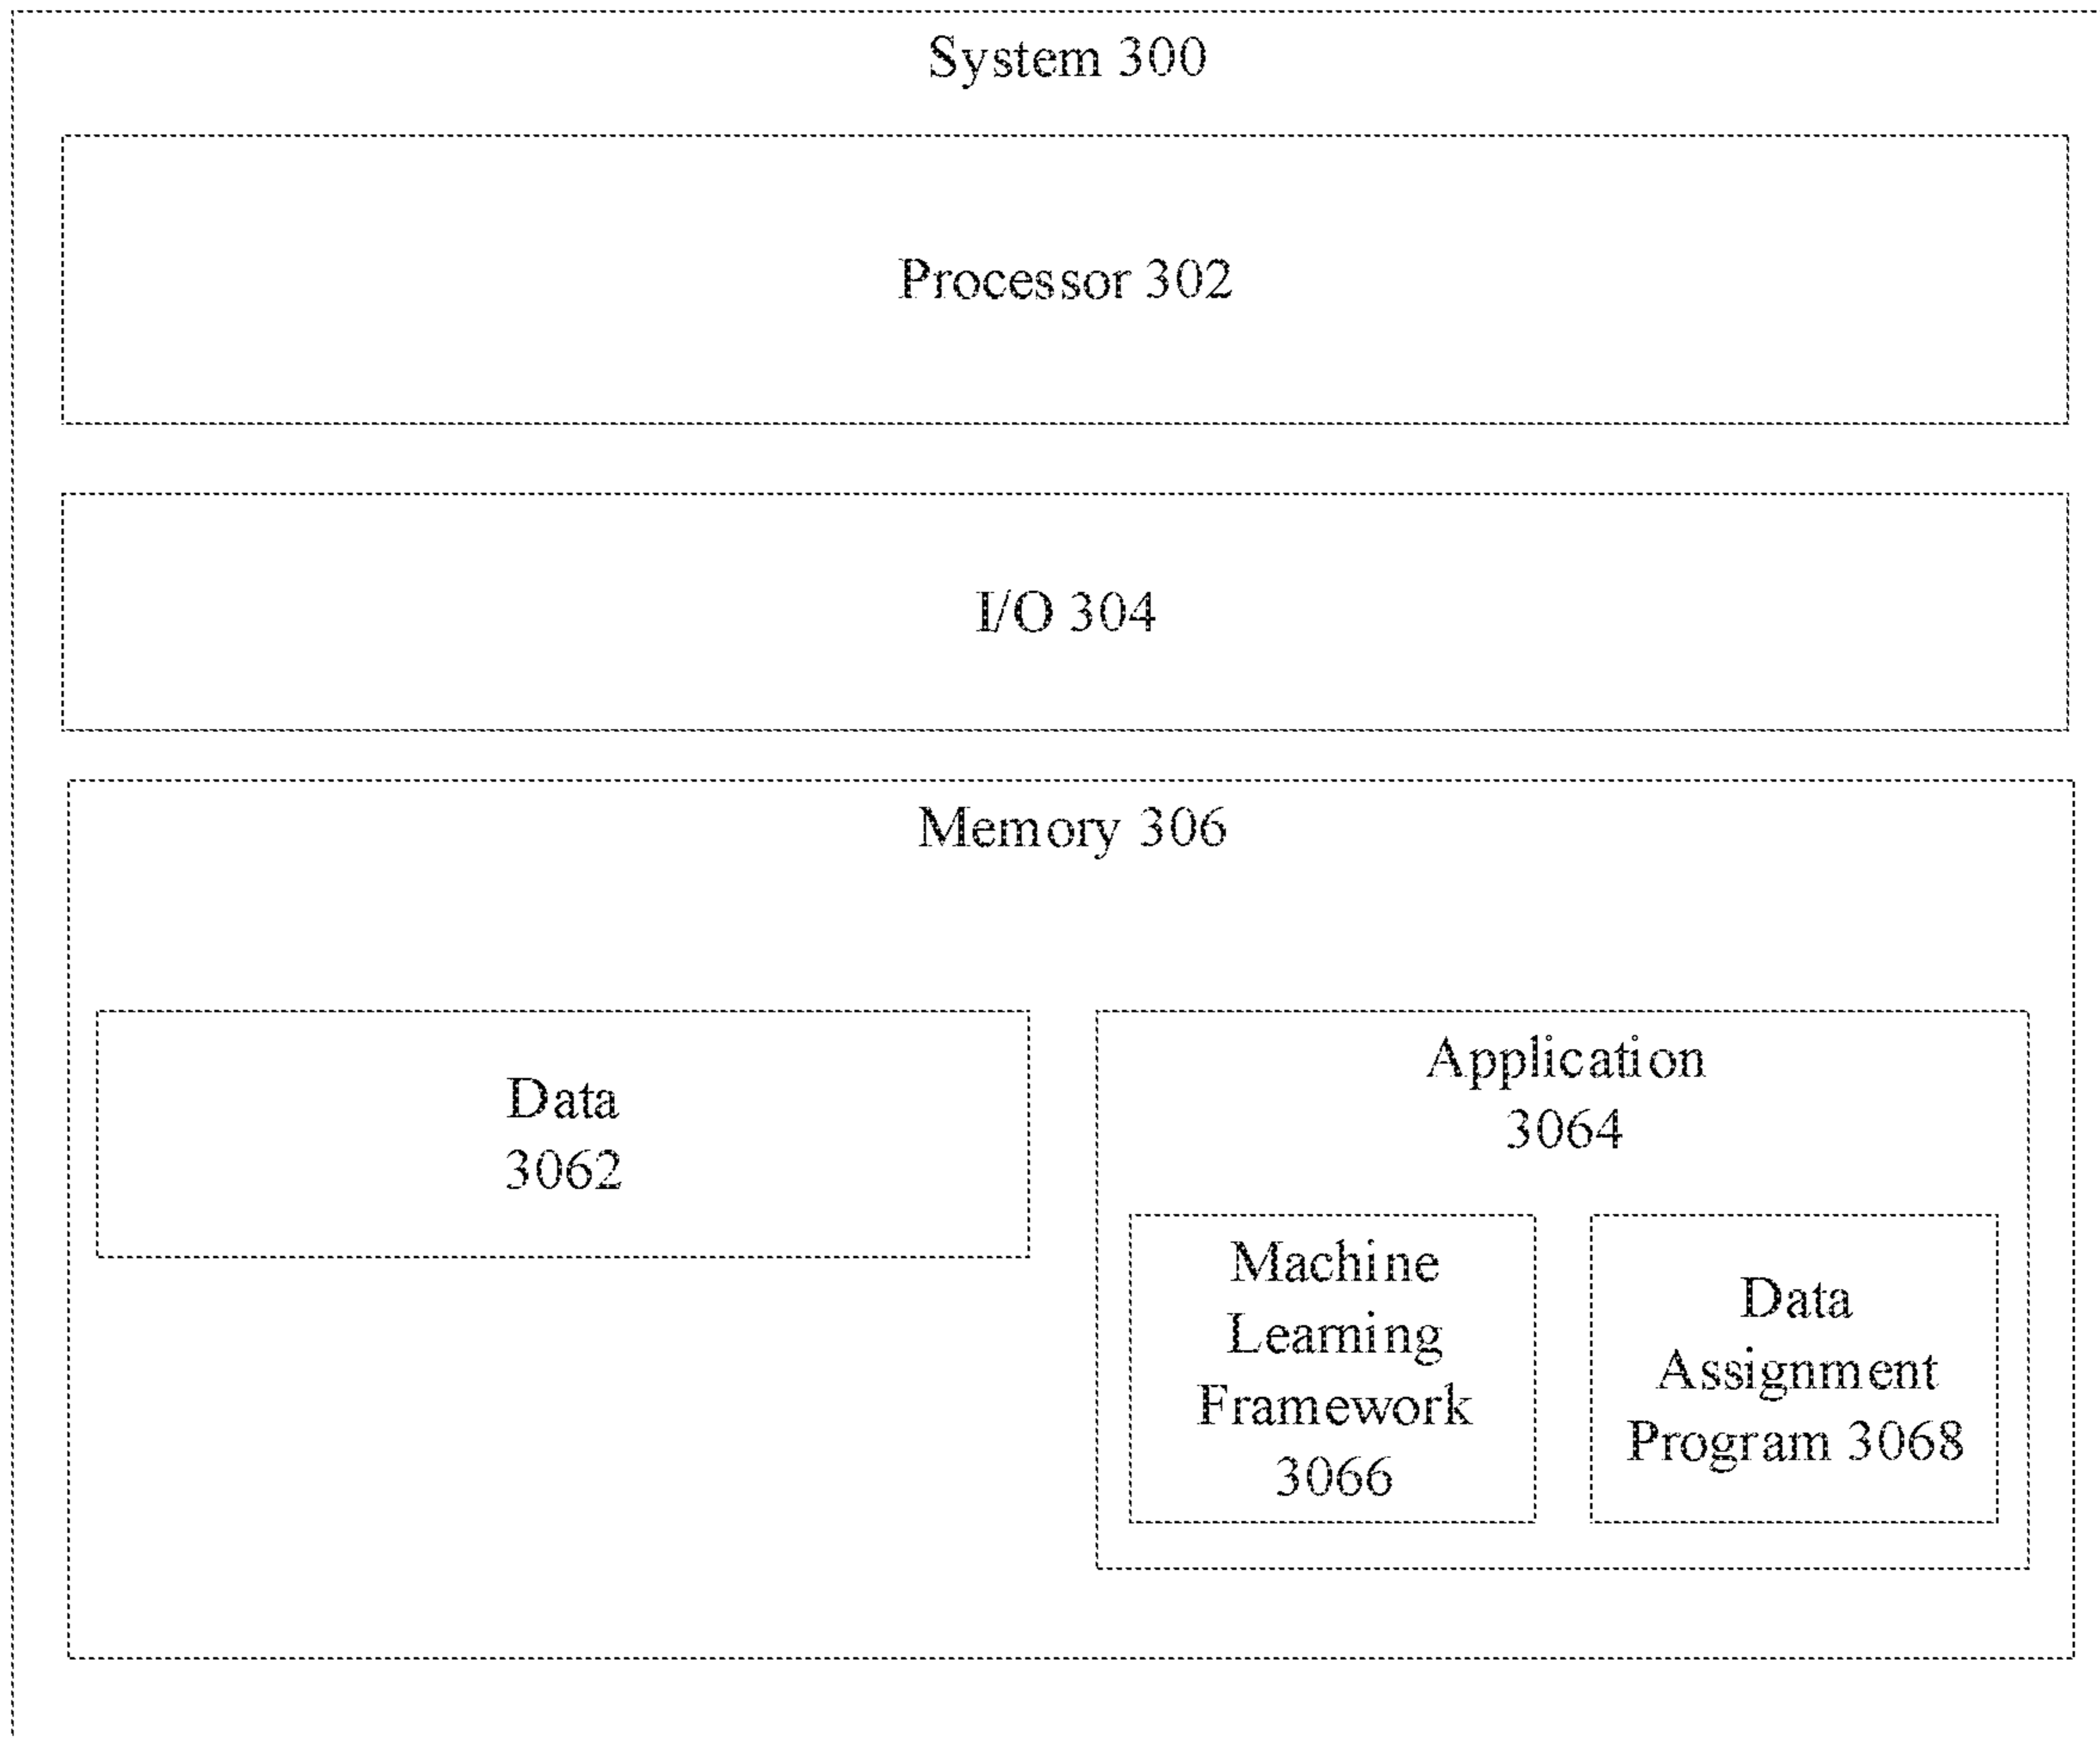 System 300
Processor 302
I/O 304
Memory 306
Data
3062
Application
3064
Machine
Learning
Framework
3066
Data
Assignment
Program 3068